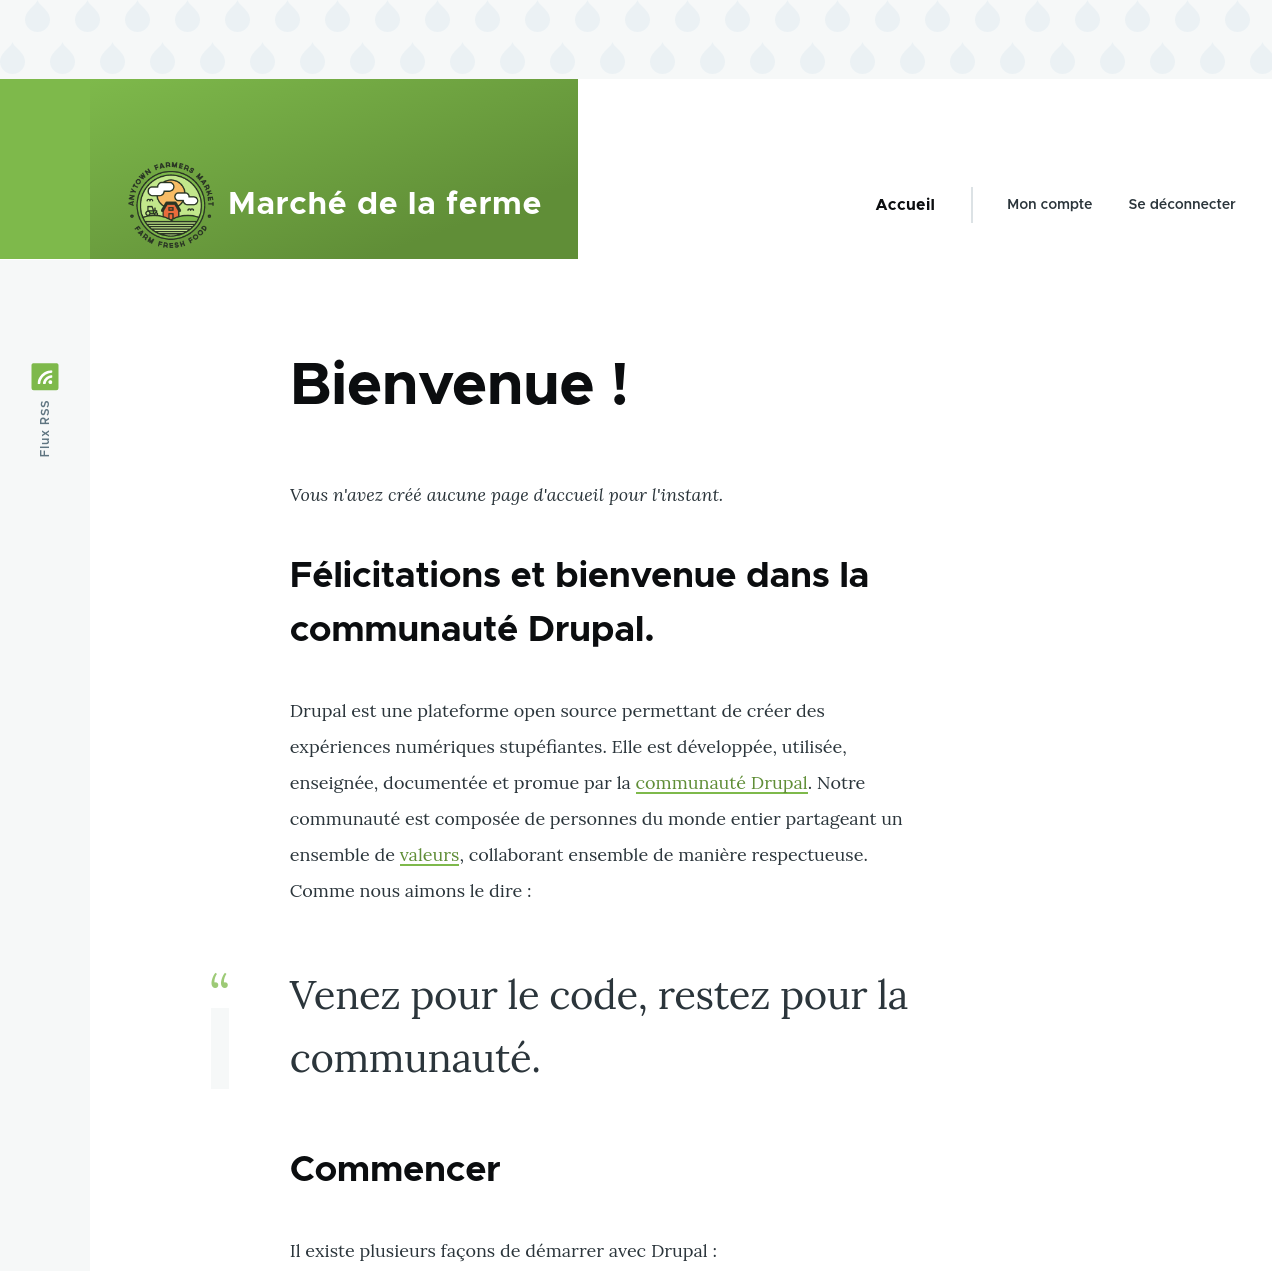 ANYTOWN FARMERS MARKET
FARM FRESH FOOD
Marché de la ferme
Accueil
Mon compte
Se déconnecter
Flux RSS
Bienvenue !
Vous n'avez créé aucune page d'accueil pour l'instant.
Félicitations et bienvenue dans la
communauté Drupal.
Drupal est une plateforme open source permettant de créer des
expériences numériques stupéfiantes. Elle est développée, utilisée,
enseignée, documentée et promue par la communauté Drupal. Notre
communauté est composée de personnes du monde entier partageant un
ensemble de valeurs, collaborant ensemble de manière respectueuse.
Comme nous aimons le dire :
“
Venez pour le code, restez pour la
communauté.
Commencer
Il existe plusieurs façons de démarrer avec Drupal :